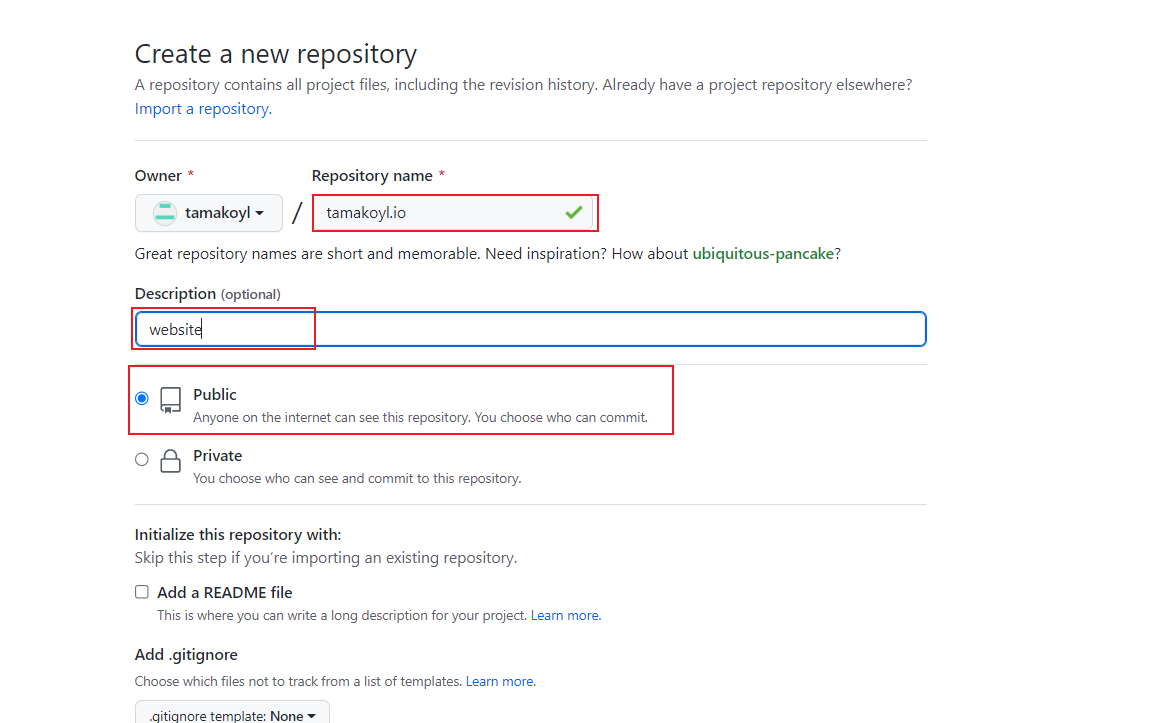 Create a new repository
A repository contains all project files, including the revision history. Already have a project repository elsewhere?
Import a repository.
Owner * Repository name *
tamakoyl / tamakoyl.io
Great repository names are short and memorable. Need inspiration? How about ubiquitous-pancake?
Description (optional)
website
Public
Anyone on the internet can see this repository. You choose who can commit.
Private
You choose who can see and commit to this repository.
Initialize this repository with:
Skip this step if you’re importing an existing repository.
Add a README file
This is where you can write a long description for your project. Learn more.
Add .gitignore
Choose which files not to track from a list of templates. Learn more.
.gitignore template: None